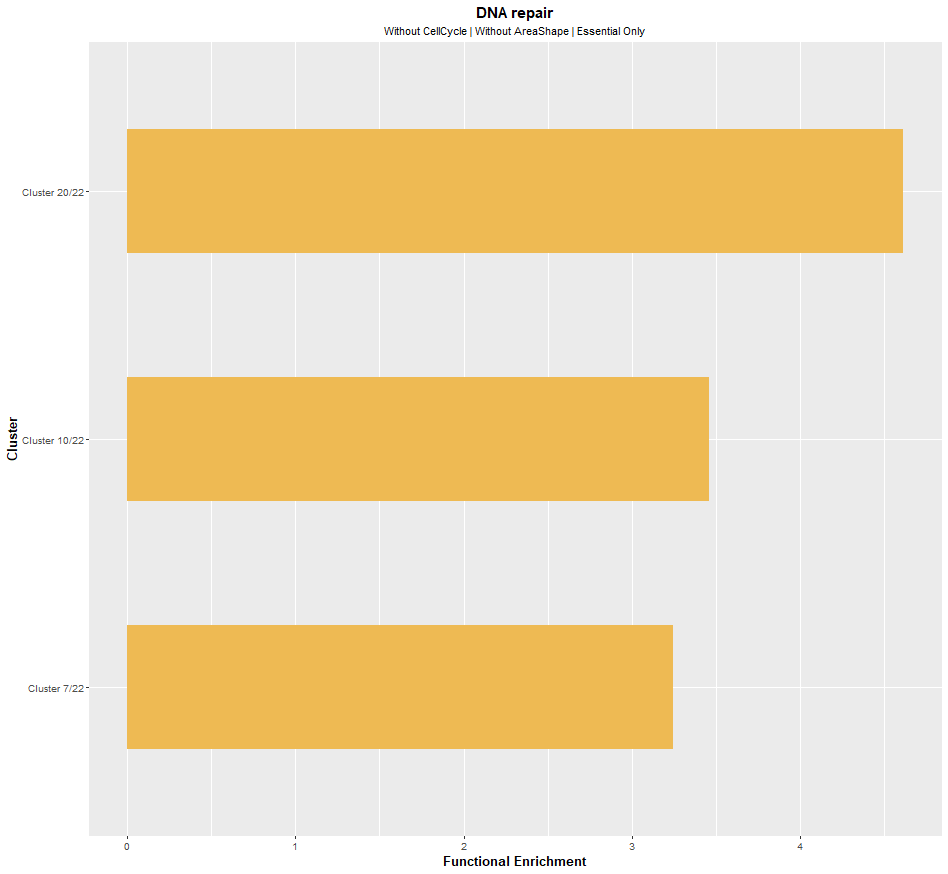 DNA repair
Without CellCycle | Without AreaShape | Essential Only
Cluster
Cluster 20/22
Cluster 10/22
Cluster 7/22
0 1 2 3 4
Functional Enrichment